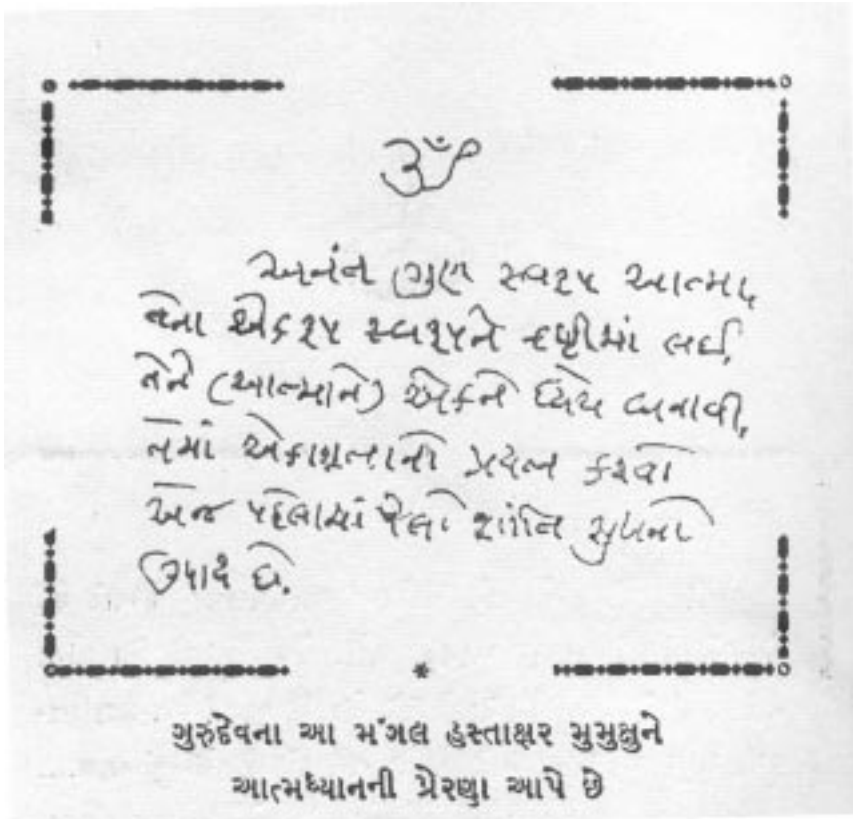 ૐ
અનંત ગુણ સ્વરૂપ આત્મા,
તેના એકરૂપ સ્વરૂપને દૃષ્ટીમાં લઈ,
તેને (આત્માને) એકને ધ્યેય બનાવી,
તેમાં એકાગ્રતાનો પ્રયત્ન કરવો
એજ પહેલામાં પેલો શાંતિ સુખનો
ઉપાય છે.
*
ગુરુદેવના આ મંગલ હસ્તાક્ષર મુમુક્ષુને
આત્મધ્યાનની પ્રેરણા આપે છે